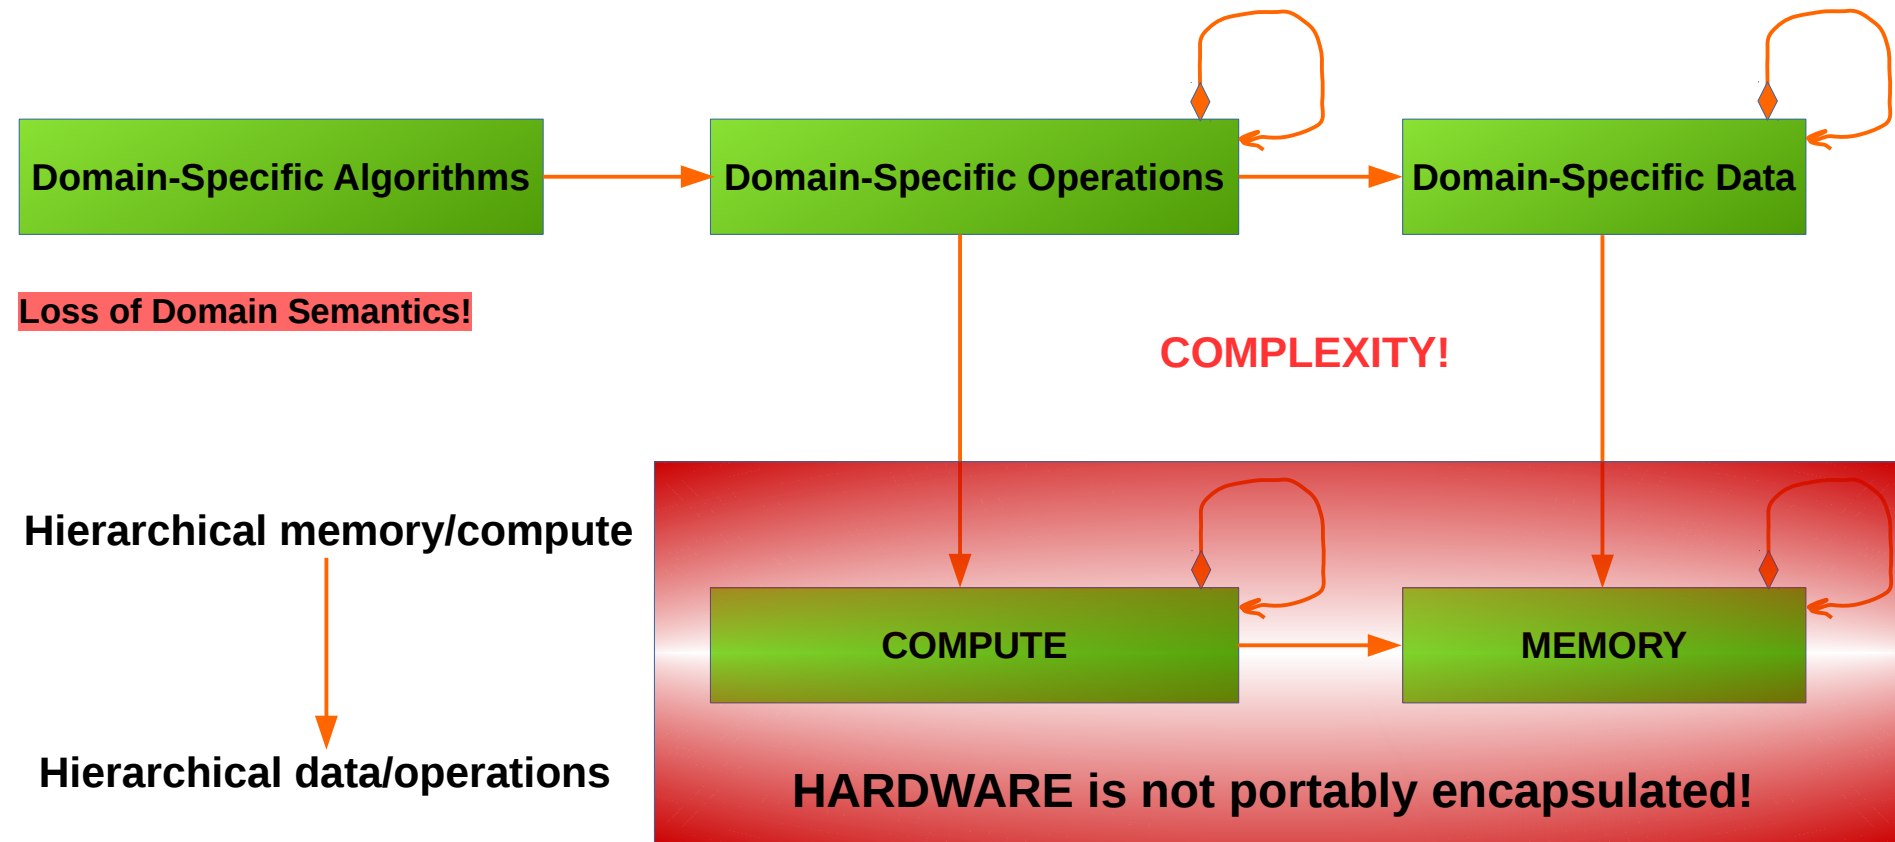 Domain-Specific Algorithms
Domain-Specific Operations
Domain-Specific Data
Loss of Domain Semantics!
COMPLEXITY!
Hierarchical memory/compute
COMPUTE
MEMORY
Hierarchical data/operations
HARDWARE is not portably encapsulated!